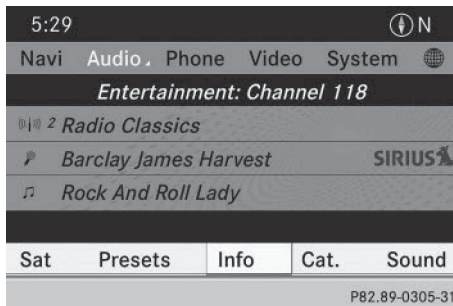 5:29 N
Navi Audio Phone Video System
Entertainment: Channel 118
2 Radio Classics
Barclay James Harvest SIRIUS
Rock And Roll Lady
Sat Presets Info Cat. Sound
P82.89-0305-31